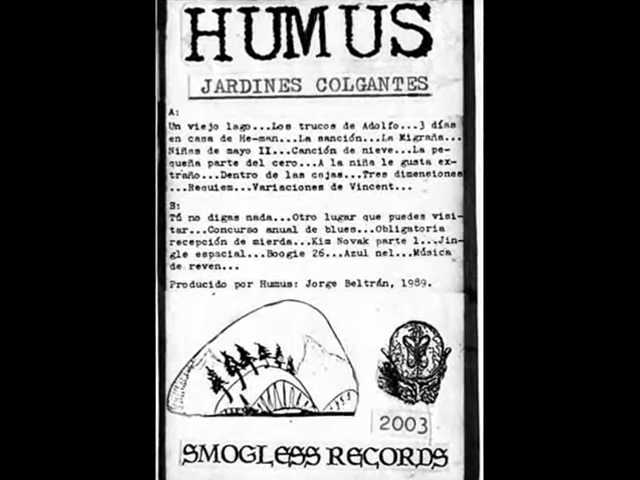 HUMUS
JARDINES COLGANTES
A:
Un viejo lago...Los trucos de Adolfo...3 días
en casa de He-man...La sanción...La Migraña...
Niñas de mayo II...Canción de nieve...La pe-
queña parte del cero...A la niña le gusta ex-
traño...Dentro de las cajas...Tres dimensiones
...Requiem...Variaciones de Vincent...
B:
Tú no digas nada...Otro lugar que puedes visi-
tar...Concurso anual de blues...Obligatoria
recepción de mierda...Kim Novak parte 1...Jin-
gle espacial...Boogie 26...Azul nel...Música
de reven...
Producido por Humus: Jorge Beltrán, 1989.
2003
SMOGLESS RECORDS